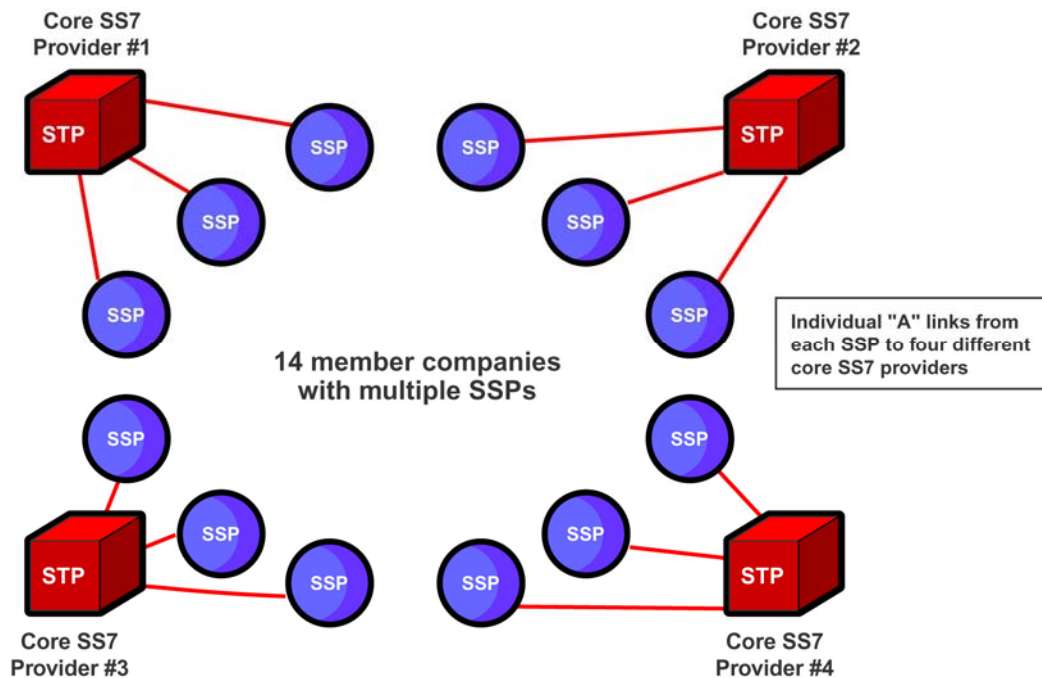 Core SS7
Provider #1
Core SS7
Provider #2
STP
SSP
SSP
SSP
SSP
SSP
SSP
STP
Individual "A" links from
each SSP to four different
core SS7 providers
14 member companies
with multiple SSPs
SSP
SSP
SSP
STP
SSP
SSP
SSP
STP
Core SS7
Provider #3
Core SS7
Provider #4